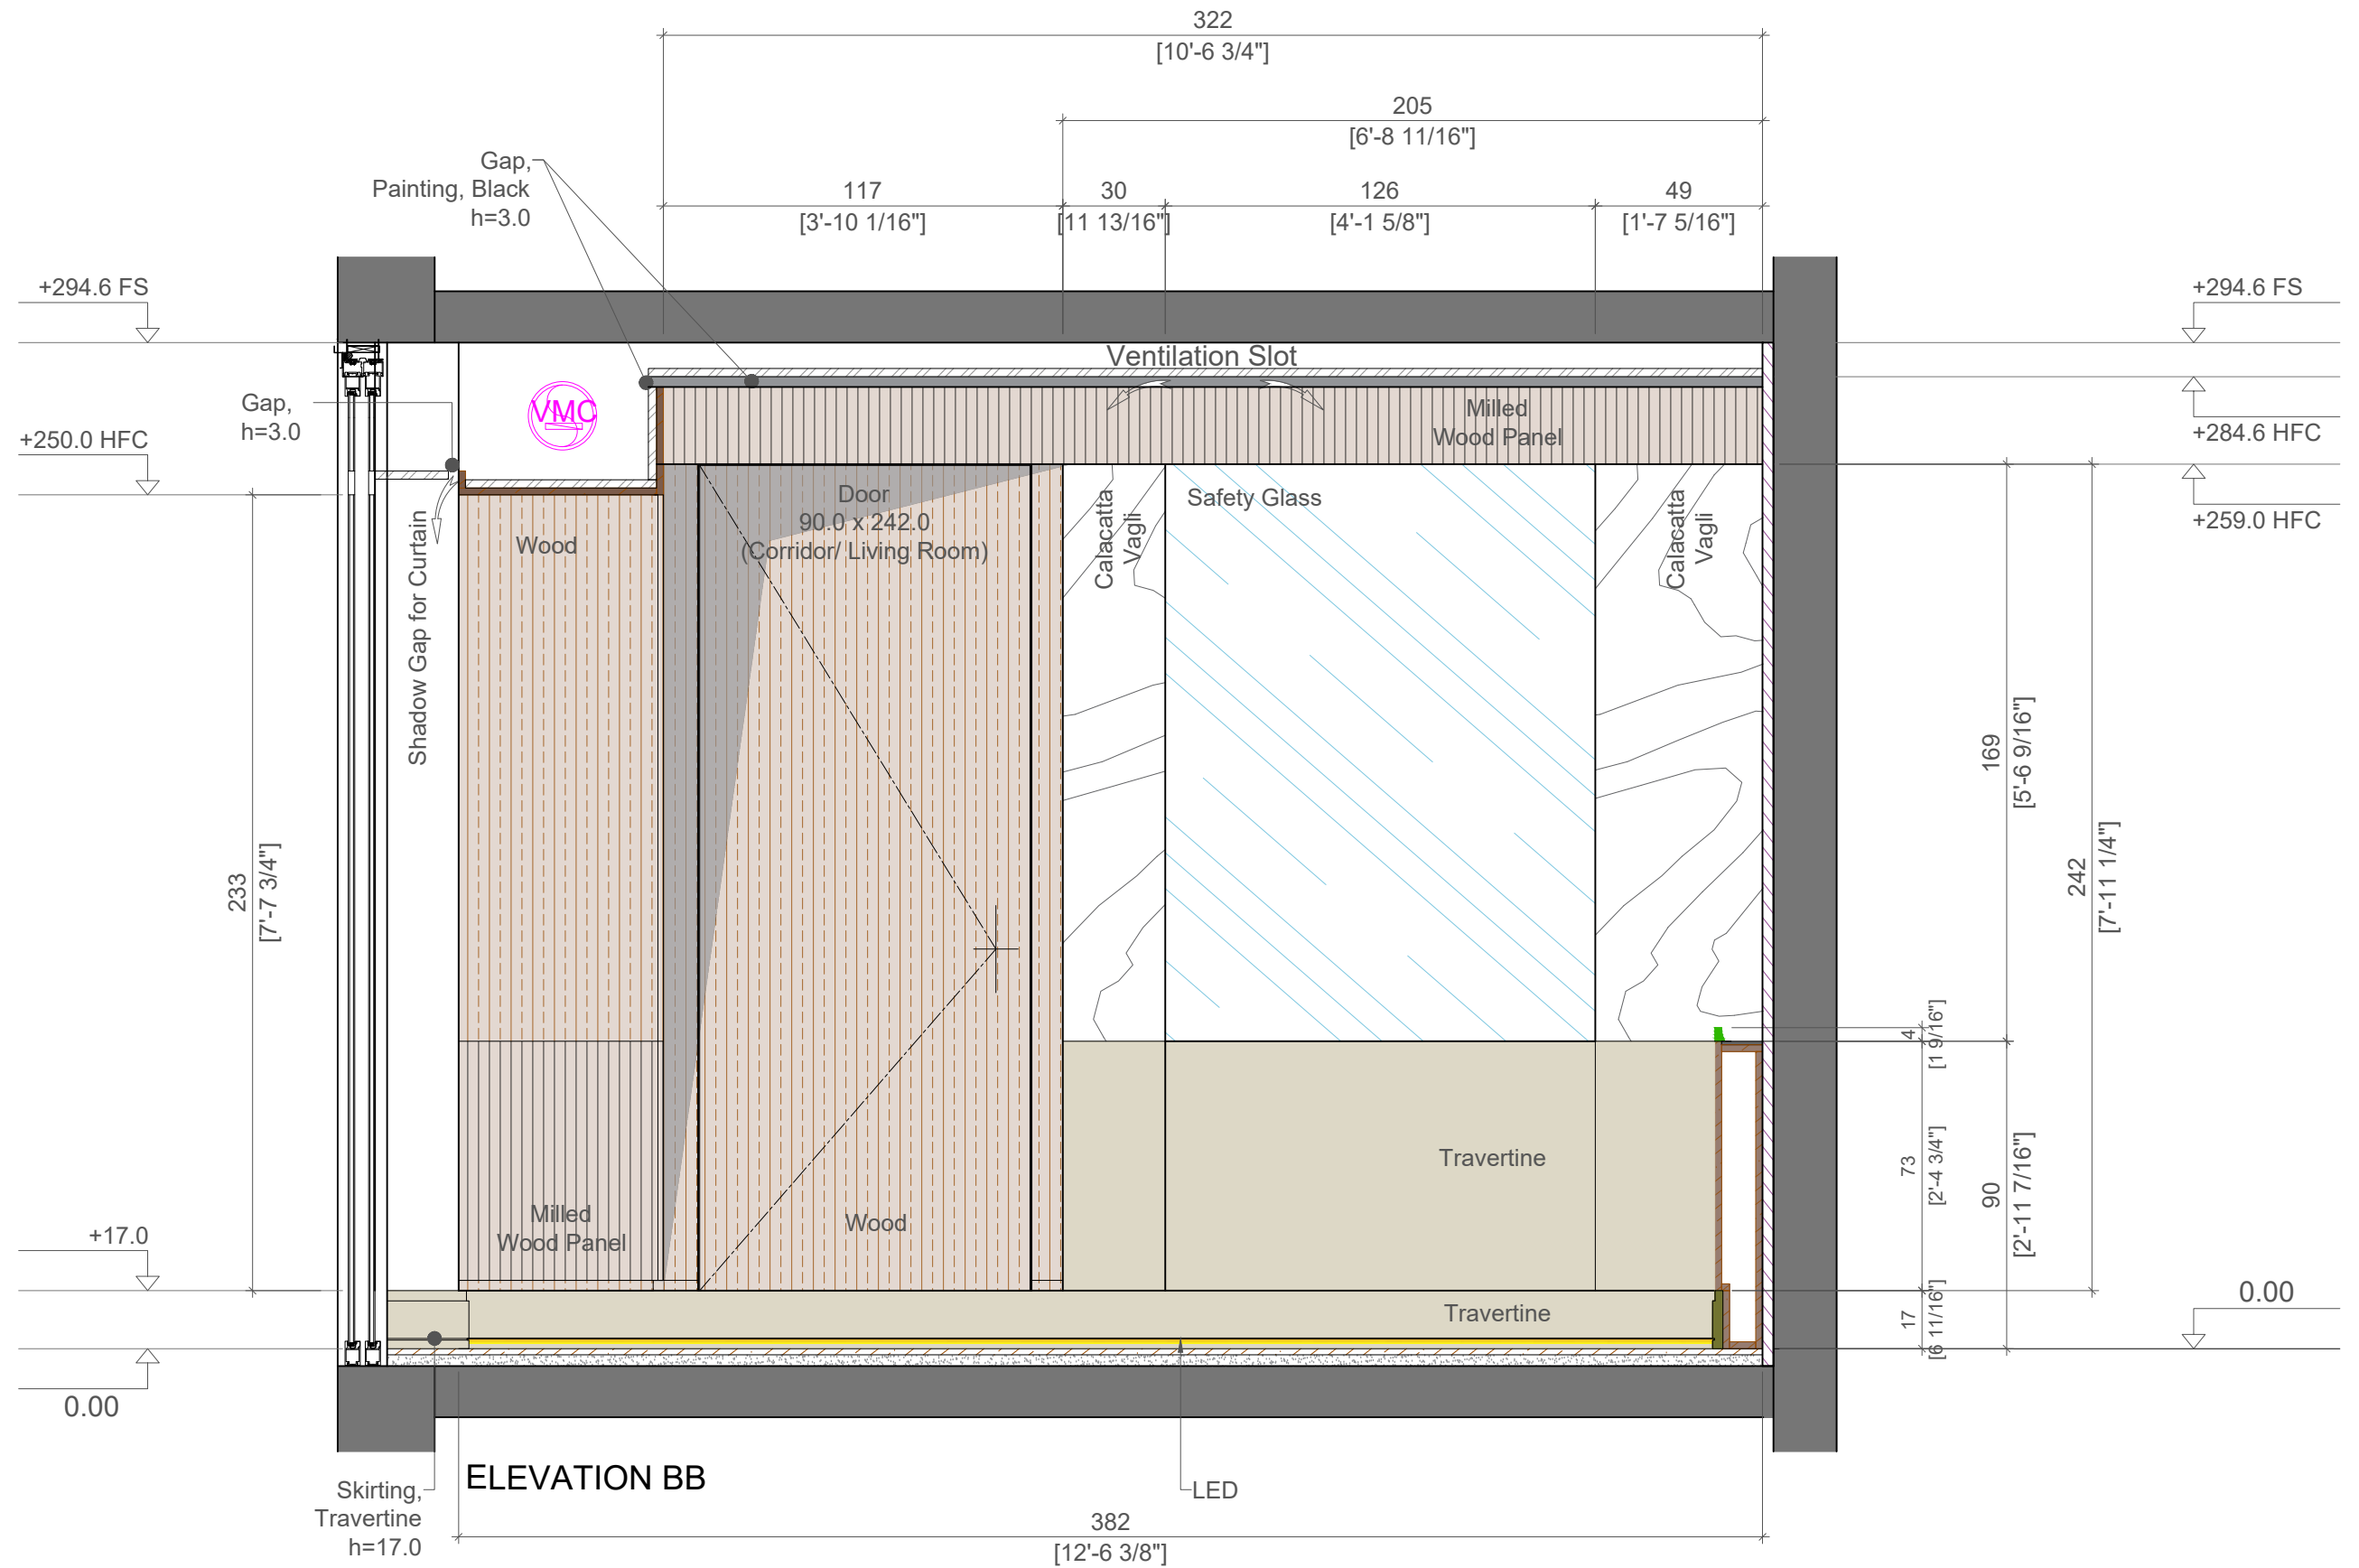 322
[10'-6 3/4"]
205
[6'-8 11/16"]
Gap,
Painting, Black
h=3.0
117
[3'-10 1/16"]
30
[11 13/16"]
126
[4'-1 5/8"]
49
[1'-7 5/16"]
+294.6 FS
+294.6 FS
Ventilation Slot
Gap,
h=3.0
VMC
Milled
Wood Panel
+250.0 HFC
+284.6 HFC
+259.0 HFC
Shadow Gap for Curtain
Wood
Door
90.0 x 242.0
(Corridor/ Living Room)
Calacatta
Vagli
Safety Glass
Calacatta
Vagli
233
[7'-7 3/4"]
169
[5'-6 9/16"]
242
[7'-11 1/4"]
4
[1 9/16"]
73
[2'-4 3/4"]
90
[2'-11 7/16"]
17
[6 11/16"]
Travertine
Milled
Wood Panel
Wood
+17.0
Travertine
0.00
0.00
ELEVATION BB
Skirting,
Travertine
h=17.0
LED
382
[12'-6 3/8"]